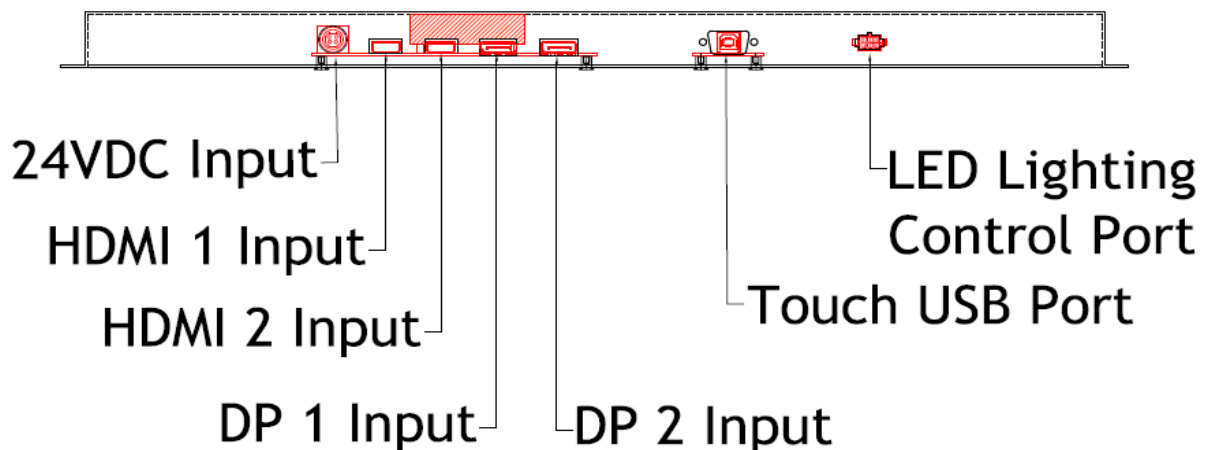 24VDC Input
HDMI 1 Input
HDMI 2 Input
DP 1 Input
DP 2 Input
LED Lighting
Control Port
Touch USB Port